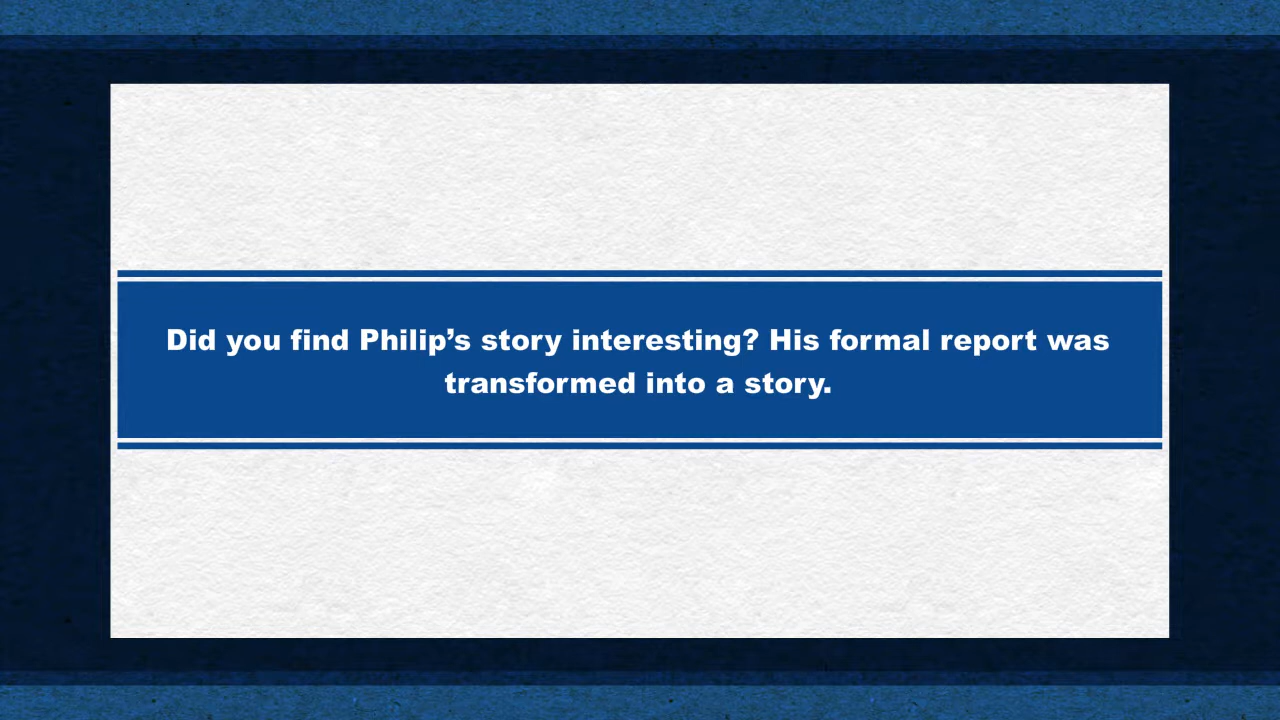 Did you find Philip’s story interesting? His formal report was
transformed into a story.